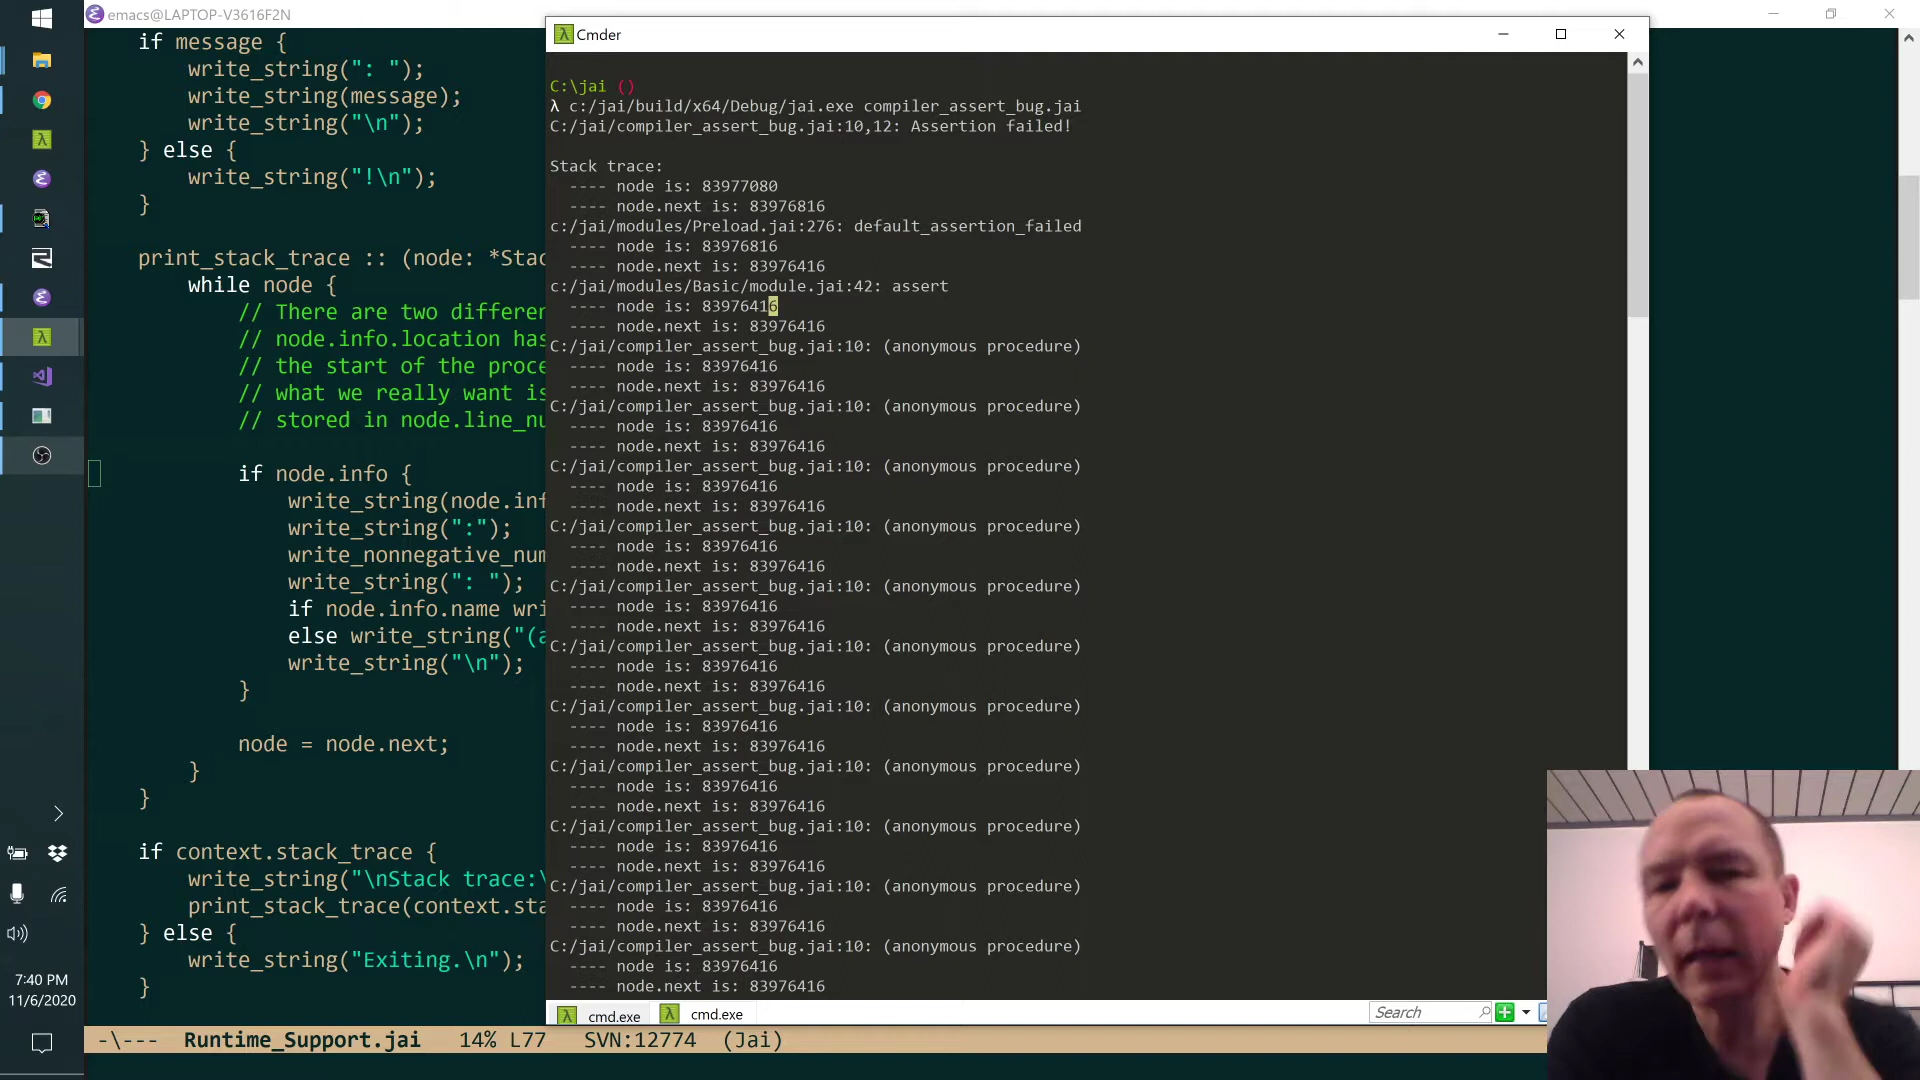 emacs@LAPTOP-V3616F2N
if message {
write_string(": ");
write_string(message);
write_string("\n");
} else {
write_string("!\n");
}
print_stack_trace :: (node: *Stac
while node {
// There are two differen
// node.info.location has
// the start of the proce
// what we really want is
// stored in node.line_nu
if node.info {
write_string(node.inf
write_string(":");
write_nonnegative_num
write_string(": ");
if node.info.name wri
else write_string("(a
write_string("\n");
}
node = node.next;
}
}
if context.stack_trace {
write_string("\nStack trace:\
print_stack_trace(context.sta
} else {
write_string("Exiting.\n");
}
-\--- Runtime_Support.jai 14% L77 SVN:12774 (Jai)
Cmder
C:\jai ()
λ c:/jai/build/x64/Debug/jai.exe compiler_assert_bug.jai
C:/jai/compiler_assert_bug.jai:10,12: Assertion failed!
Stack trace:
---- node is: 83977080
---- node.next is: 83976816
c:/jai/modules/Preload.jai:276: default_assertion_failed
---- node is: 83976816
---- node.next is: 83976416
c:/jai/modules/Basic/module.jai:42: assert
---- node is: 83976416
---- node.next is: 83976416
C:/jai/compiler_assert_bug.jai:10: (anonymous procedure)
---- node is: 83976416
---- node.next is: 83976416
C:/jai/compiler_assert_bug.jai:10: (anonymous procedure)
---- node is: 83976416
---- node.next is: 83976416
C:/jai/compiler_assert_bug.jai:10: (anonymous procedure)
---- node is: 83976416
---- node.next is: 83976416
C:/jai/compiler_assert_bug.jai:10: (anonymous procedure)
---- node is: 83976416
---- node.next is: 83976416
C:/jai/compiler_assert_bug.jai:10: (anonymous procedure)
---- node is: 83976416
---- node.next is: 83976416
C:/jai/compiler_assert_bug.jai:10: (anonymous procedure)
---- node is: 83976416
---- node.next is: 83976416
C:/jai/compiler_assert_bug.jai:10: (anonymous procedure)
---- node is: 83976416
---- node.next is: 83976416
C:/jai/compiler_assert_bug.jai:10: (anonymous procedure)
---- node is: 83976416
---- node.next is: 83976416
C:/jai/compiler_assert_bug.jai:10: (anonymous procedure)
---- node is: 83976416
---- node.next is: 83976416
C:/jai/compiler_assert_bug.jai:10: (anonymous procedure)
---- node is: 83976416
---- node.next is: 83976416
C:/jai/compiler_assert_bug.jai:10: (anonymous procedure)
---- node is: 83976416
---- node.next is: 83976416
cmd.exe
cmd.exe
Search
7:40 PM
11/6/2020